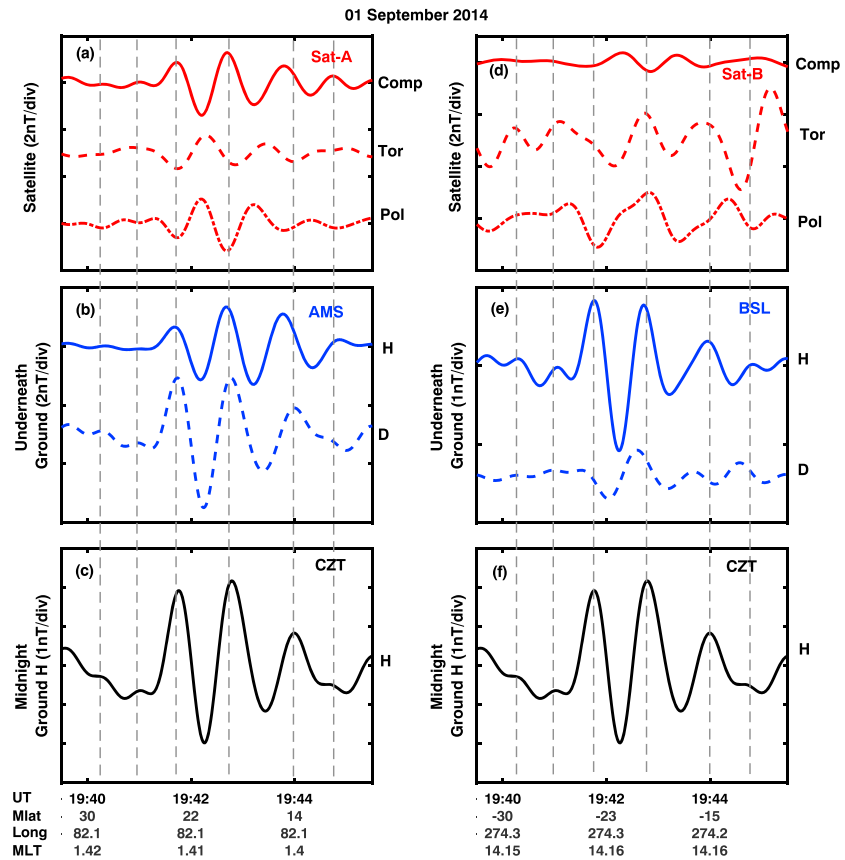 01 September 2014
(a)
Sat-A
Comp
Tor
Pol
Satellite (2nT/div)
(d)
Sat-B
Comp
Tor
Pol
Satellite (2nT/div)
(b)
AMS
H
D
Underneath
Ground (2nT/div)
(e)
BSL
H
D
Underneath
Ground (1nT/div)
(c)
CZT
H
Midnight
Ground H (1nT/div)
(f)
CZT
H
Midnight
Ground H (1nT/div)
UT 19:40 19:42 19:44 19:40 19:42 19:44
Mlat 30 22 14 -30 -23 -15
Long 82.1 82.1 82.1 274.3 274.3 274.2
MLT 1.42 1.41 1.4 14.15 14.16 14.16